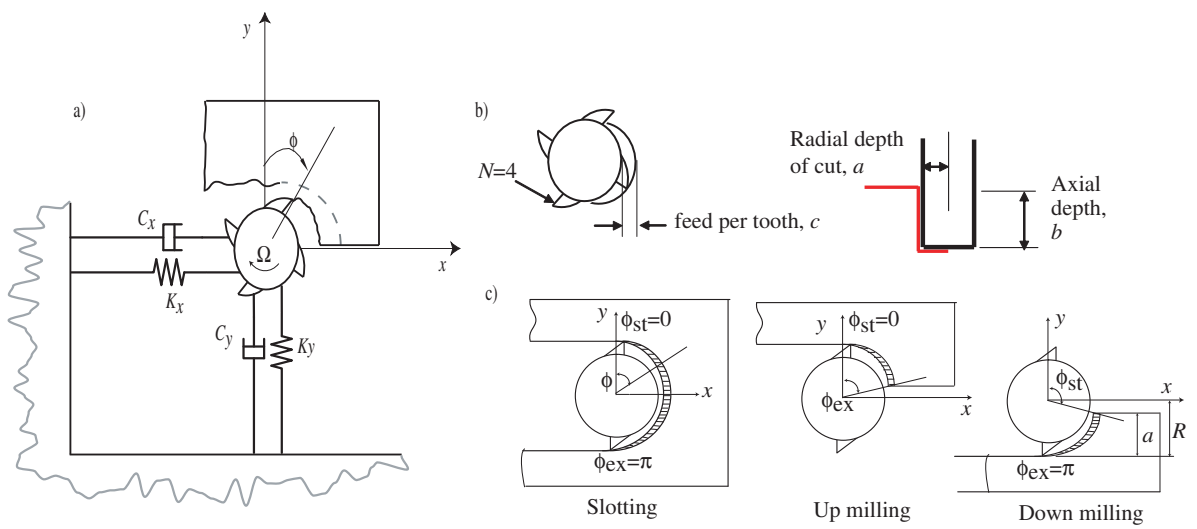 a)
y
ϕ
Cx
Kx
Ω
x
Cy
Ky
b)
N=4
feed per tooth, c
Radial depth
of cut, a
Axial
depth,
b
c)
y
ϕst=0
ϕ
x
ϕex=π
Slotting
y
ϕst=0
ϕex
x
Up milling
y
ϕst
x
a
R
ϕex=π
Down milling